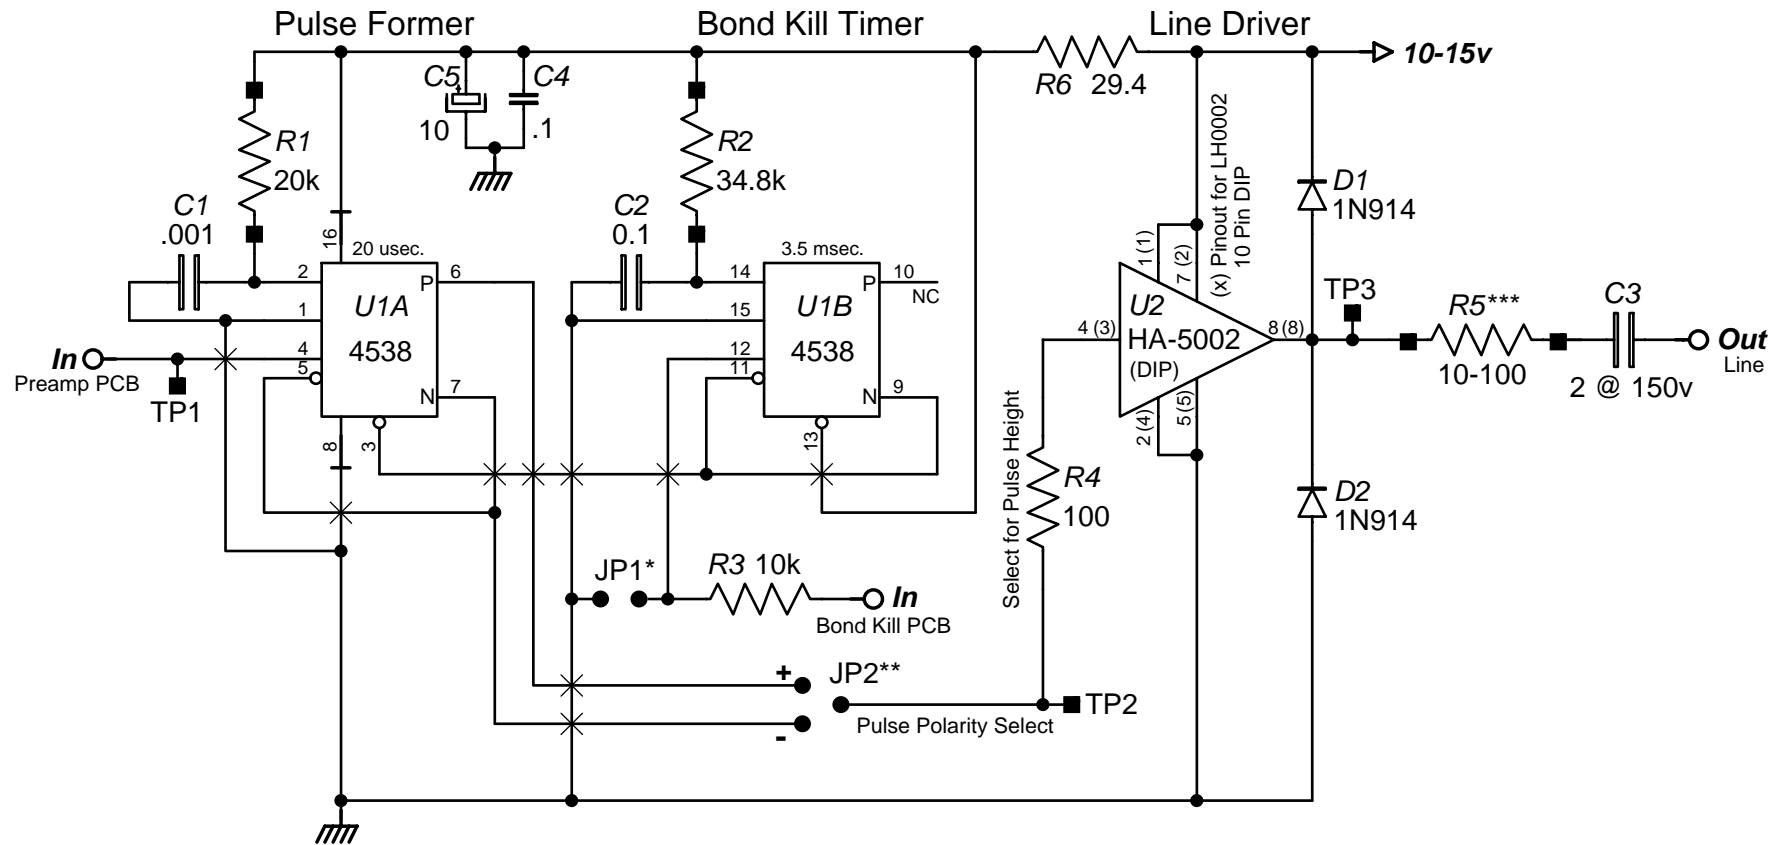 Pulse Former
Bond Kill Timer
Line Driver
10-15v
C5
C4
10
.1
R6 29.4
R1
20k
R2
34.8k
(x) Pinout for LH0002
10 Pin DIP
D1
1N914
C1
.001
C2
0.1
16
20 usec.
3.5 msec.
1 (1)
7 (2)
2
P
6
14
P
10
NC
U1A
4538
U1B
4538
1
15
U2
HA-5002
(DIP)
4 (3)
8 (8)
TP3
R5***
10-100
C3
2 @ 150v
Out
Line
In
Preamp PCB
TP1
4
5
12
11
N
7
N
9
8
3
13
2 (4)
5 (5)
Select for Pulse Height
R4
100
D2
1N914
JP1*
R3 10k
In
Bond Kill PCB
+
JP2**
-
Pulse Polarity Select
TP2